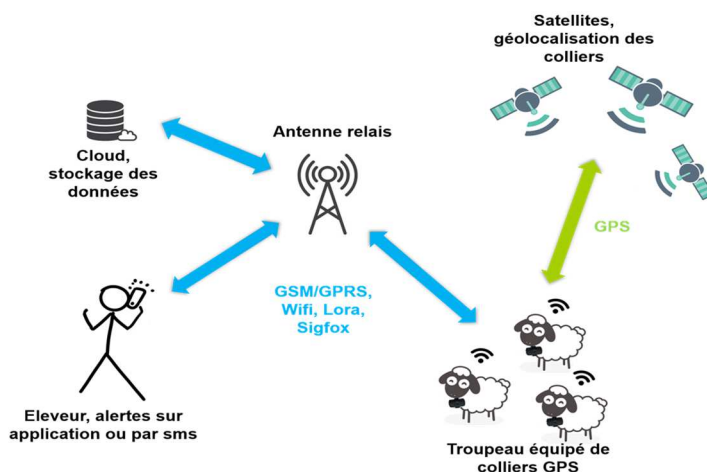 Satellites,
géolocalisation des
colliers
Antenne relais
Cloud,
stockage des
données
GPS
GSM/GPRS,
Wifi, Lora,
Sigfox
Eleveur, alertes sur
application ou par sms
Troupeau équipé de
colliers GPS